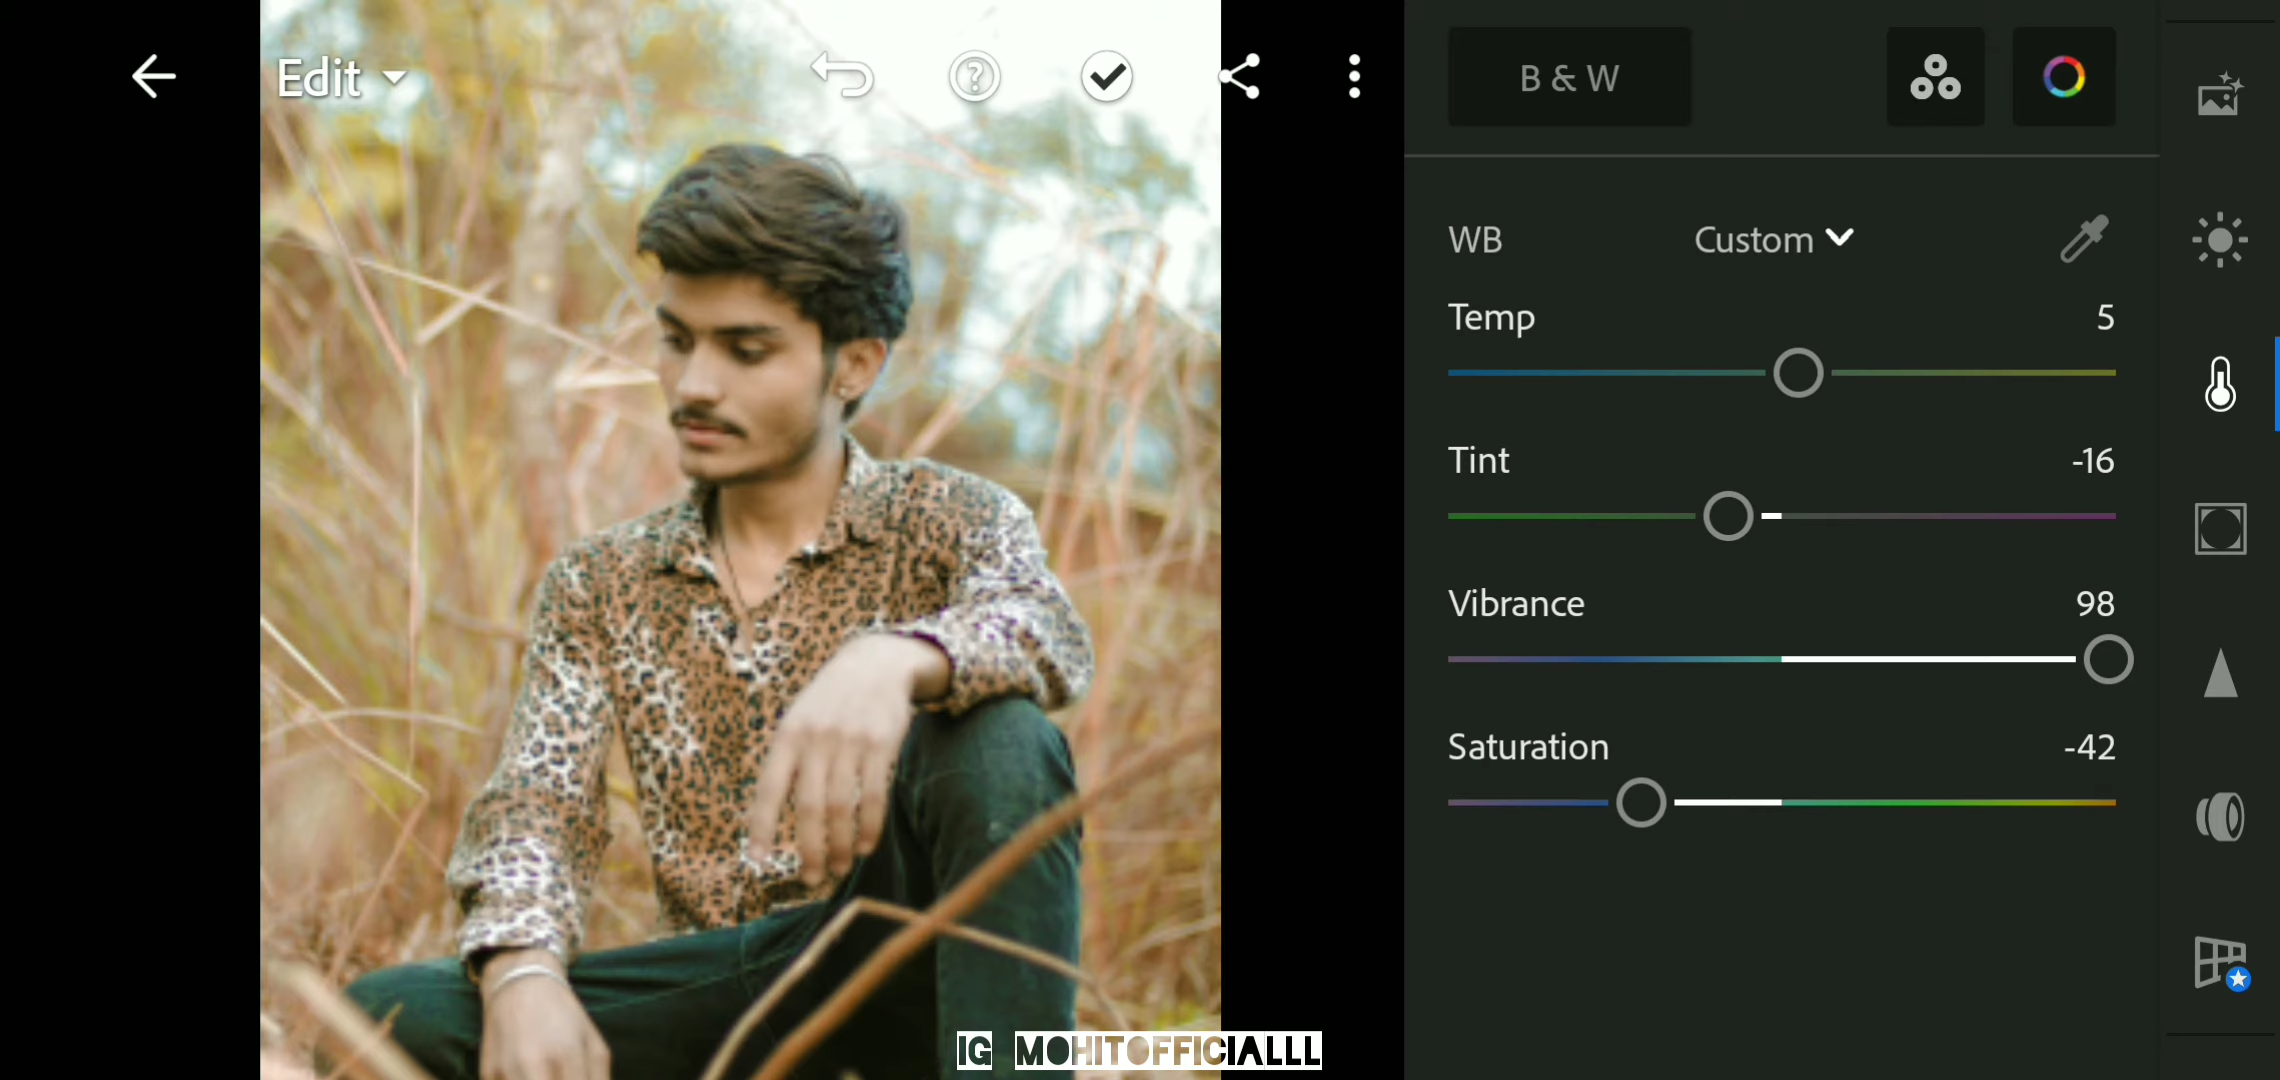 Edit
B & W
WB Custom
Temp 5
Tint -16
Vibrance 98
Saturation -42
IG MOHITOFFICIALLL